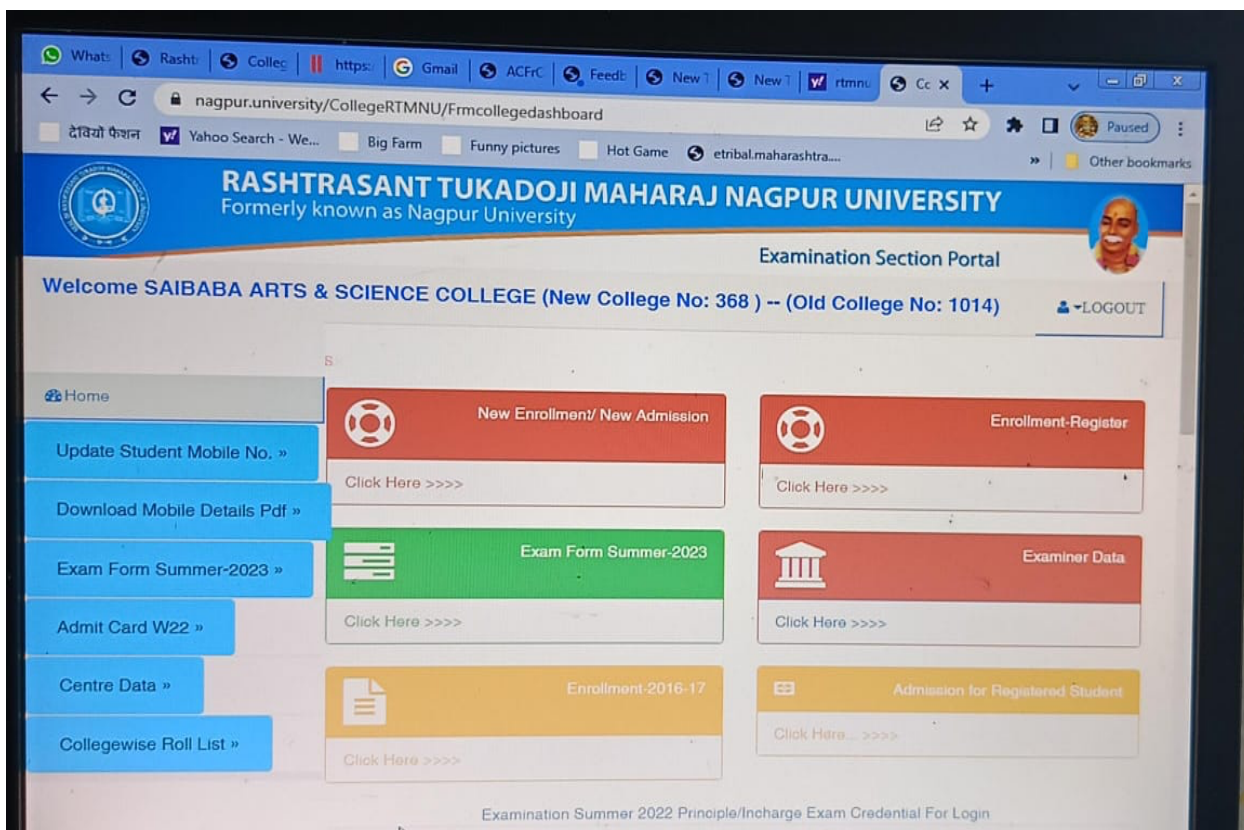 Whats Rashtr Colleg https:/ Gmail ACFrC Feedb New T New T rtmnu Cc
nagpur.university/CollegeRTMNU/Frmcollegedashboard
Paused
देवियों फैशन Yahoo Search - We... Big Farm Funny pictures Hot Game etribal.maharashtra.... » Other bookmarks
RASHTRASANT TUKADOJI MAHARAJ NAGPUR UNIVERSITY
Formerly known as Nagpur University
Examination Section Portal
Welcome SAIBABA ARTS & SCIENCE COLLEGE (New College No: 368 ) -- (Old College No: 1014)
LOGOUT
S
Home
Update Student Mobile No. »
Download Mobile Details Pdf »
Exam Form Summer-2023 »
Admit Card W22 »
Centre Data »
Collegewise Roll List »
New Enrollment/ New Admission
Click Here >>>>
Enrollment-Register
Click Here >>>>
Exam Form Summer-2023
Click Here >>>>
Examiner Data
Click Here >>>>
Enrollment-2016-17
Click Here >>>>
Admission for Registered Student
Click Here... >>>>
Examination Summer 2022 Principle/Incharge Exam Credential For Login